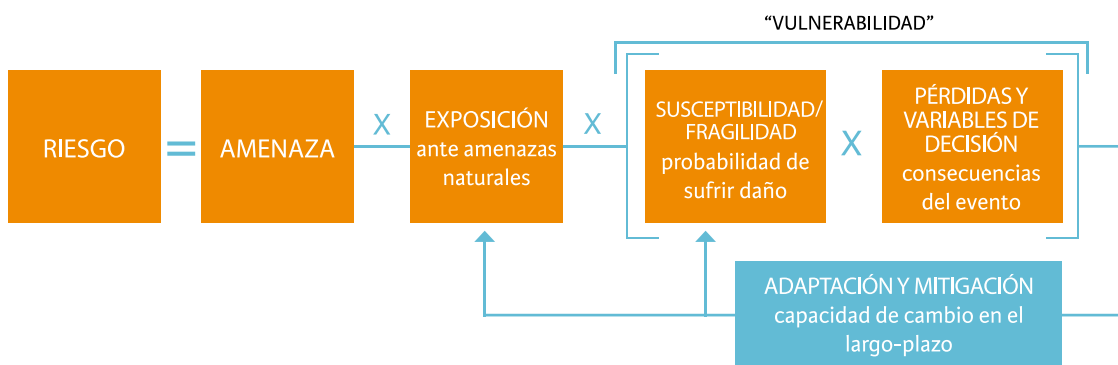 “VULNERABILIDAD”
RIESGO
=
AMENAZA
X
EXPOSICIÓN
ante amenazas
naturales
X
SUSCEPTIBILIDAD/
FRAGILIDAD
probabilidad de
sufrir daño
X
PÉRDIDAS Y
VARIABLES DE
DECISIÓN
consecuencias
del evento
ADAPTACIÓN Y MITIGACIÓN
capacidad de cambio en el
largo-plazo